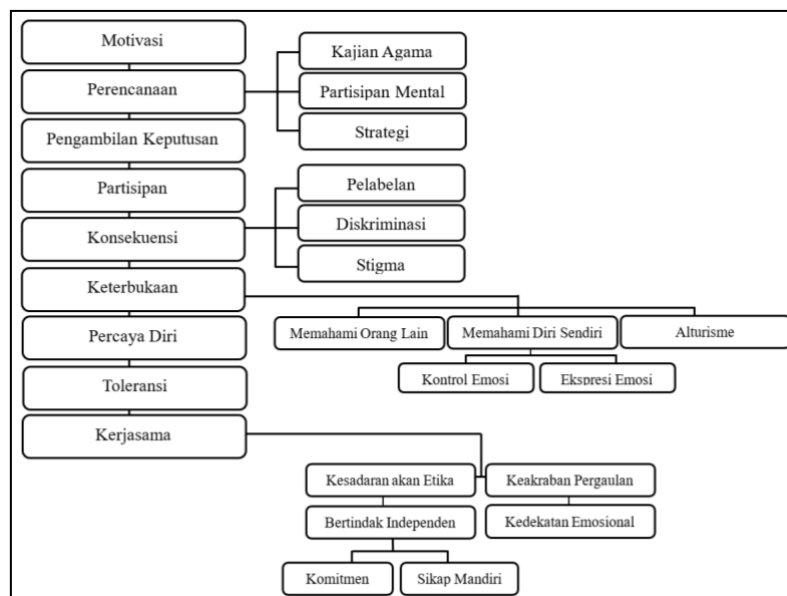 Motivasi
Perencanaan
Kajian Agama
Partisipan Mental
Strategi
Pengambilan Keputusan
Partisipan
Konsekuensi
Pelabelan
Diskriminasi
Stigma
Keterbukaan
Memahami Orang Lain
Memahami Diri Sendiri
Alturisme
Kontrol Emosi
Ekspresi Emosi
Percaya Diri
Toleransi
Kerjasama
Kesadaran akan Etika
Keakraban Pergaulan
Bertindak Independen
Kedekatan Emosional
Komitmen
Sikap Mandiri